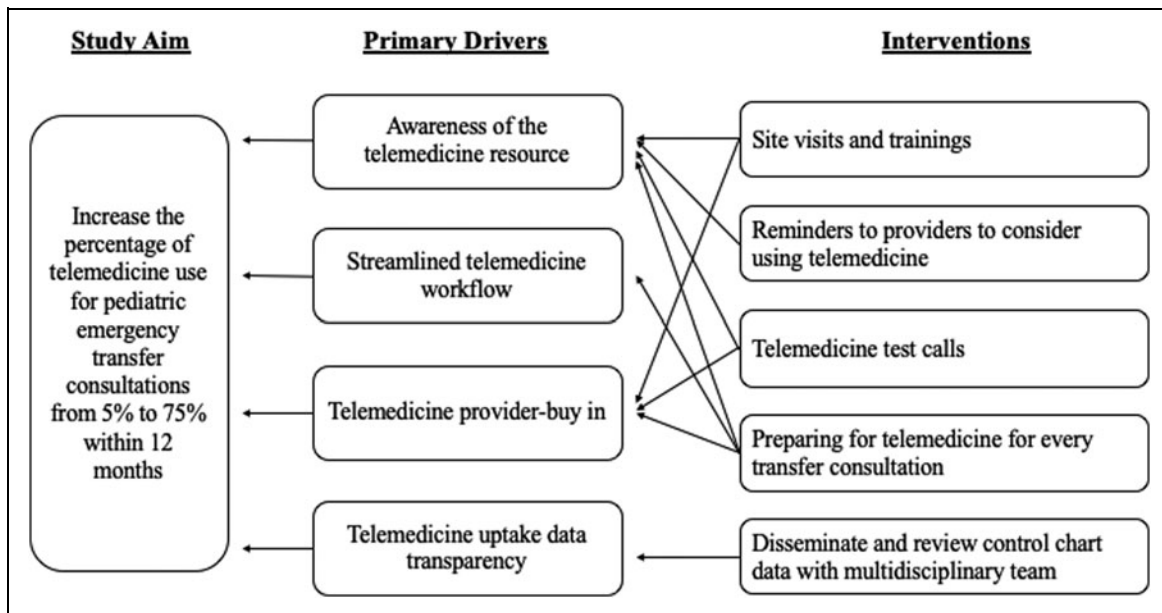 Study Aim
Increase the
percentage of
telemedicine use
for pediatric
emergency
transfer
consultations
from 5% to 75%
within 12
months
Primary Drivers
Awareness of the
telemedicine resource
Streamlined telemedicine
workflow
Telemedicine provider-buy in
Telemedicine uptake data
transparency
Interventions
Site visits and trainings
Reminders to providers to consider
using telemedicine
Telemedicine test calls
Preparing for telemedicine for every
transfer consultation
Disseminate and review control chart
data with multidisciplinary team